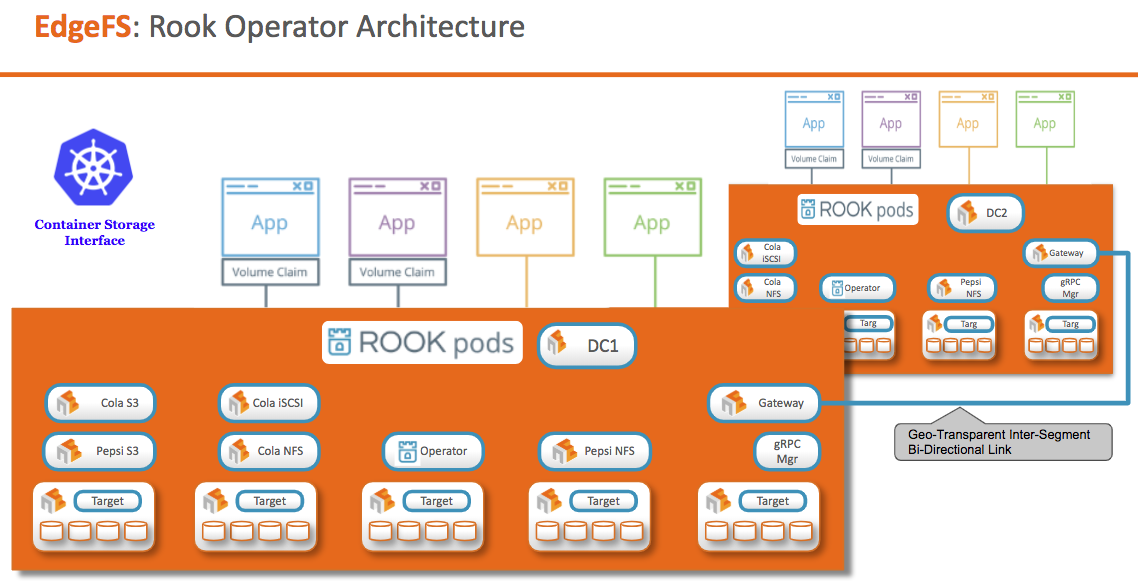 EdgeFS: Rook Operator Architecture
Container Storage
Interface
App
App
App
App
Volume Claim
Volume Claim
ROOK pods
DC2
Cola
iSCSI
Gateway
Cola
NFS
Operator
Pepsi
NFS
gRPC
Mgr
Targ
Targ
Targ
App
App
App
App
Volume Claim
Volume Claim
ROOK pods
DC1
Cola S3
Cola iSCSI
Gateway
Pepsi S3
Cola NFS
Operator
Pepsi NFS
gRPC
Mgr
Target
Target
Target
Target
Target
Geo-Transparent Inter-Segment
Bi-Directional Link